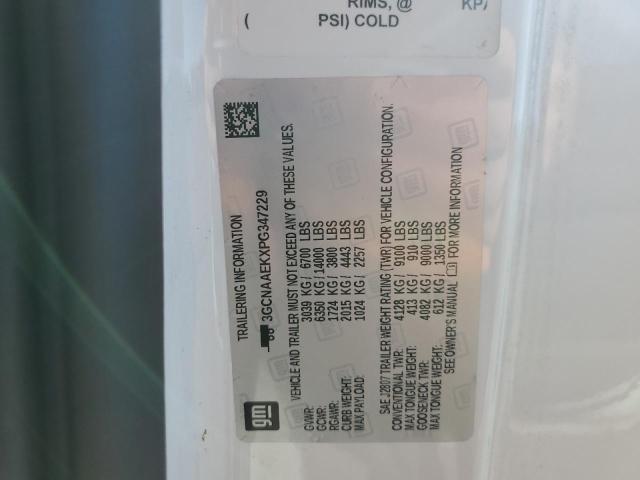 RIMS, @
KPA
( PSI) COLD
TRAILERING INFORMATION
3GCNAAEKXPG347229
VEHICLE AND TRAILER MUST NOT EXCEED ANY OF THESE VALUES.
GVWR: 3039 KG/ 6700 LBS
GCWR: 6350 KG/ 14000 LBS
RGAWR: 1724 KG/ 3800 LBS
CURB WEIGHT: 2015 KG/ 4443 LBS
MAX PAYLOAD: 1024 KG/ 2257 LBS
SAE J2807 TRAILER WEIGHT RATING (TWR) FOR VEHICLE CONFIGURATION.
CONVENTIONAL TWR: 4128 KG/ 9100 LBS
MAX TONGUE WEIGHT: 413 KG/ 910 LBS
GOOSENECK TWR: 4082 KG/ 9000 LBS
MAX TONGUE WEIGHT: 612 KG/ 1350 LBS
SEE OWNER'S MANUAL FOR MORE INFORMATION
gm